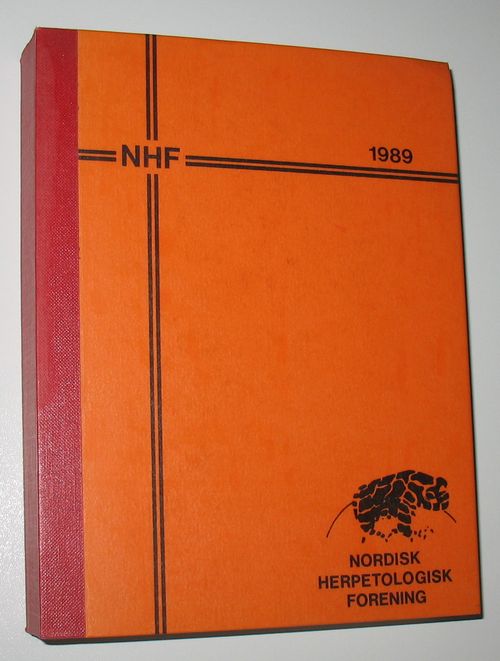 NHF
1989
NORDISK
HERPETOLOGISK
FORENING